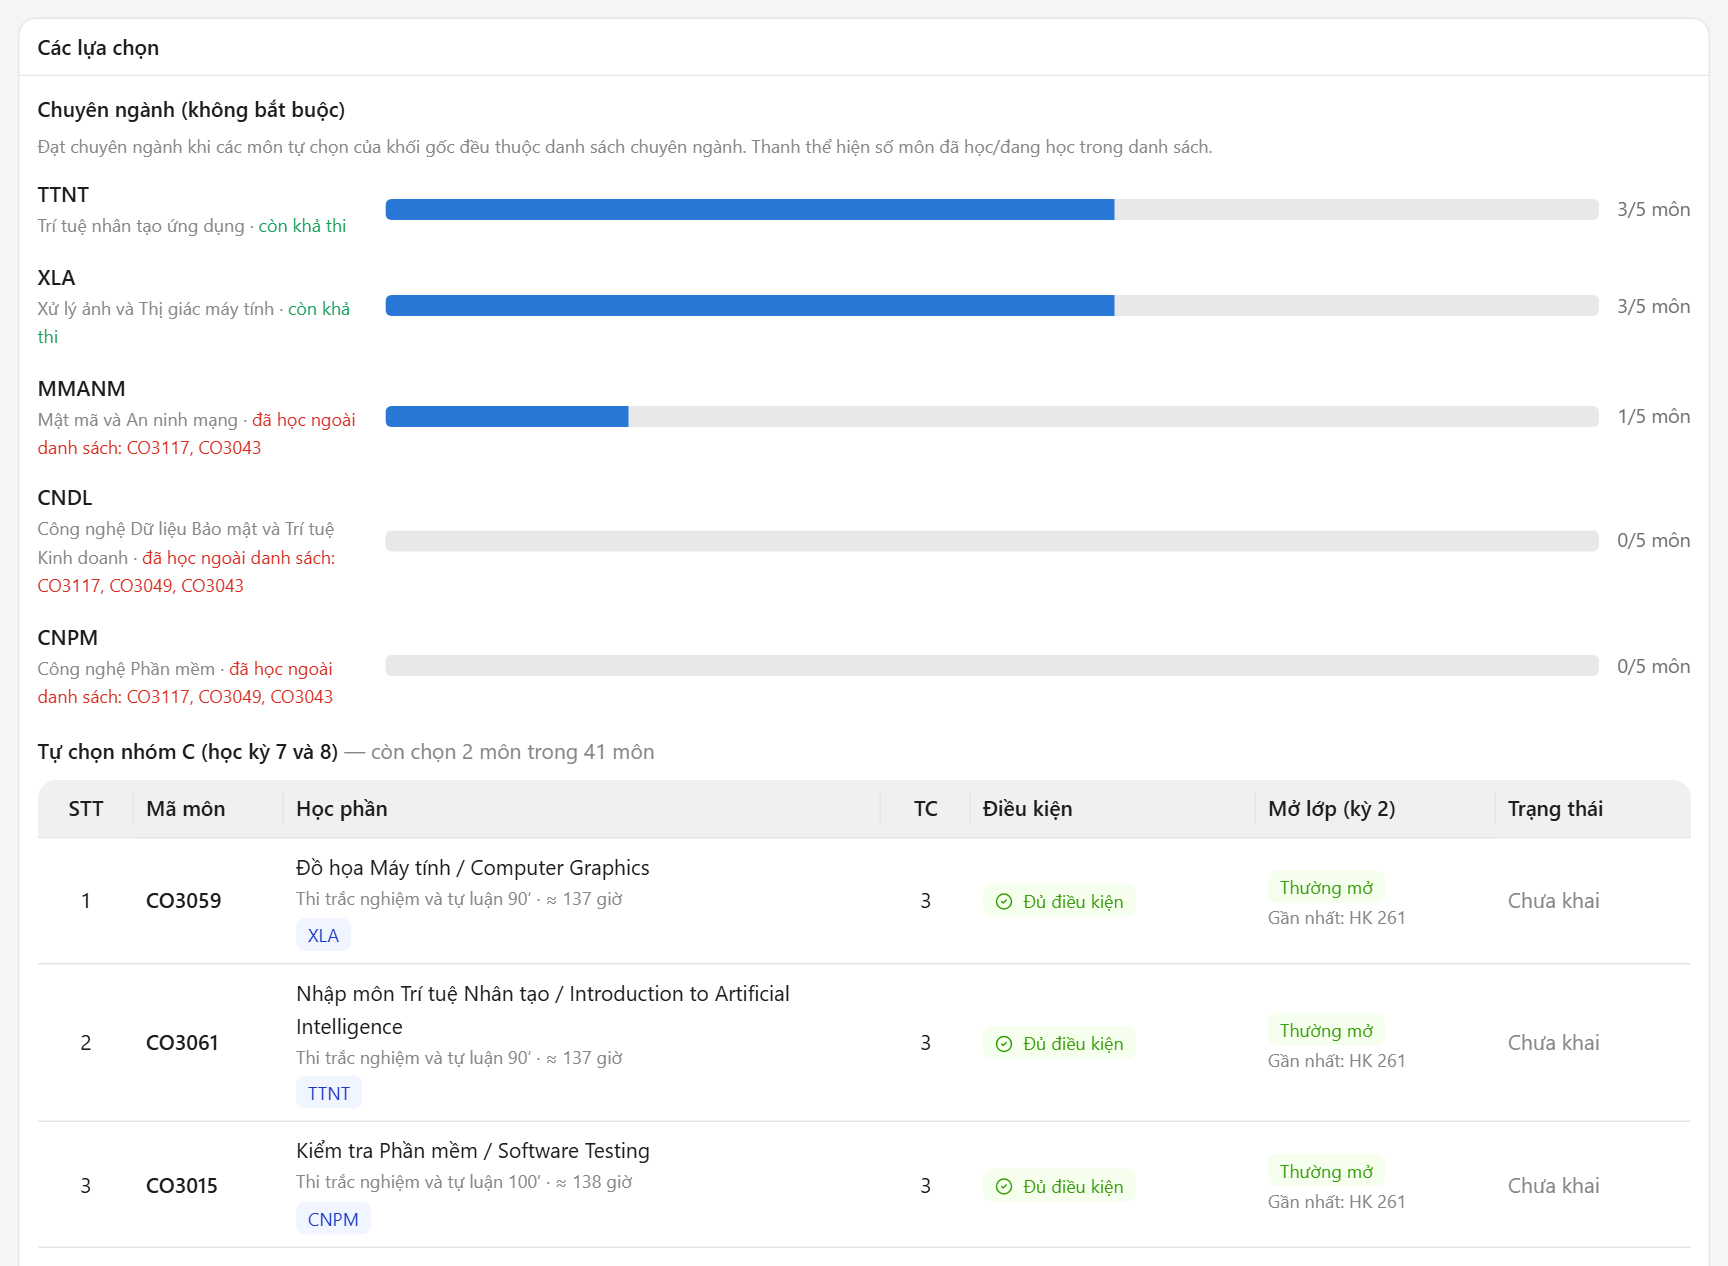 Các lựa chọn
Chuyên ngành (không bắt buộc)
Đạt chuyên ngành khi các môn tự chọn của khối gốc đều thuộc danh sách chuyên ngành. Thanh thể hiện số môn đã học/đang học trong danh sách.
TTNT
Trí tuệ nhân tạo ứng dụng · còn khả thi
3/5 môn
XLA
Xử lý ảnh và Thị giác máy tính · còn khả
thi
3/5 môn
MMANM
Mật mã và An ninh mạng · đã học ngoài
danh sách: CO3117, CO3043
1/5 môn
CNDL
Công nghệ Dữ liệu Bảo mật và Trí tuệ
Kinh doanh · đã học ngoài danh sách:
CO3117, CO3049, CO3043
0/5 môn
CNPM
Công nghệ Phần mềm · đã học ngoài
danh sách: CO3117, CO3049, CO3043
0/5 môn
Tự chọn nhóm C (học kỳ 7 và 8) — còn chọn 2 môn trong 41 môn
STT Mã môn Học phần TC Điều kiện Mở lớp (kỳ 2) Trạng thái
Đồ họa Máy tính / Computer Graphics
1 CO3059 Thi trắc nghiệm và tự luận 90' · ≈ 137 giờ 3 Đủ điều kiện Thường mở Chưa khai
Gần nhất: HK 261
XLA
Nhập môn Trí tuệ Nhân tạo / Introduction to Artificial
Intelligence
2 CO3061 3 Đủ điều kiện Thường mở Chưa khai
Thi trắc nghiệm và tự luận 90' · ≈ 137 giờ Gần nhất: HK 261
TTNT
Kiểm tra Phần mềm / Software Testing
3 CO3015 Thi trắc nghiệm và tự luận 100' · ≈ 138 giờ 3 Đủ điều kiện Thường mở Chưa khai
Gần nhất: HK 261
CNPM